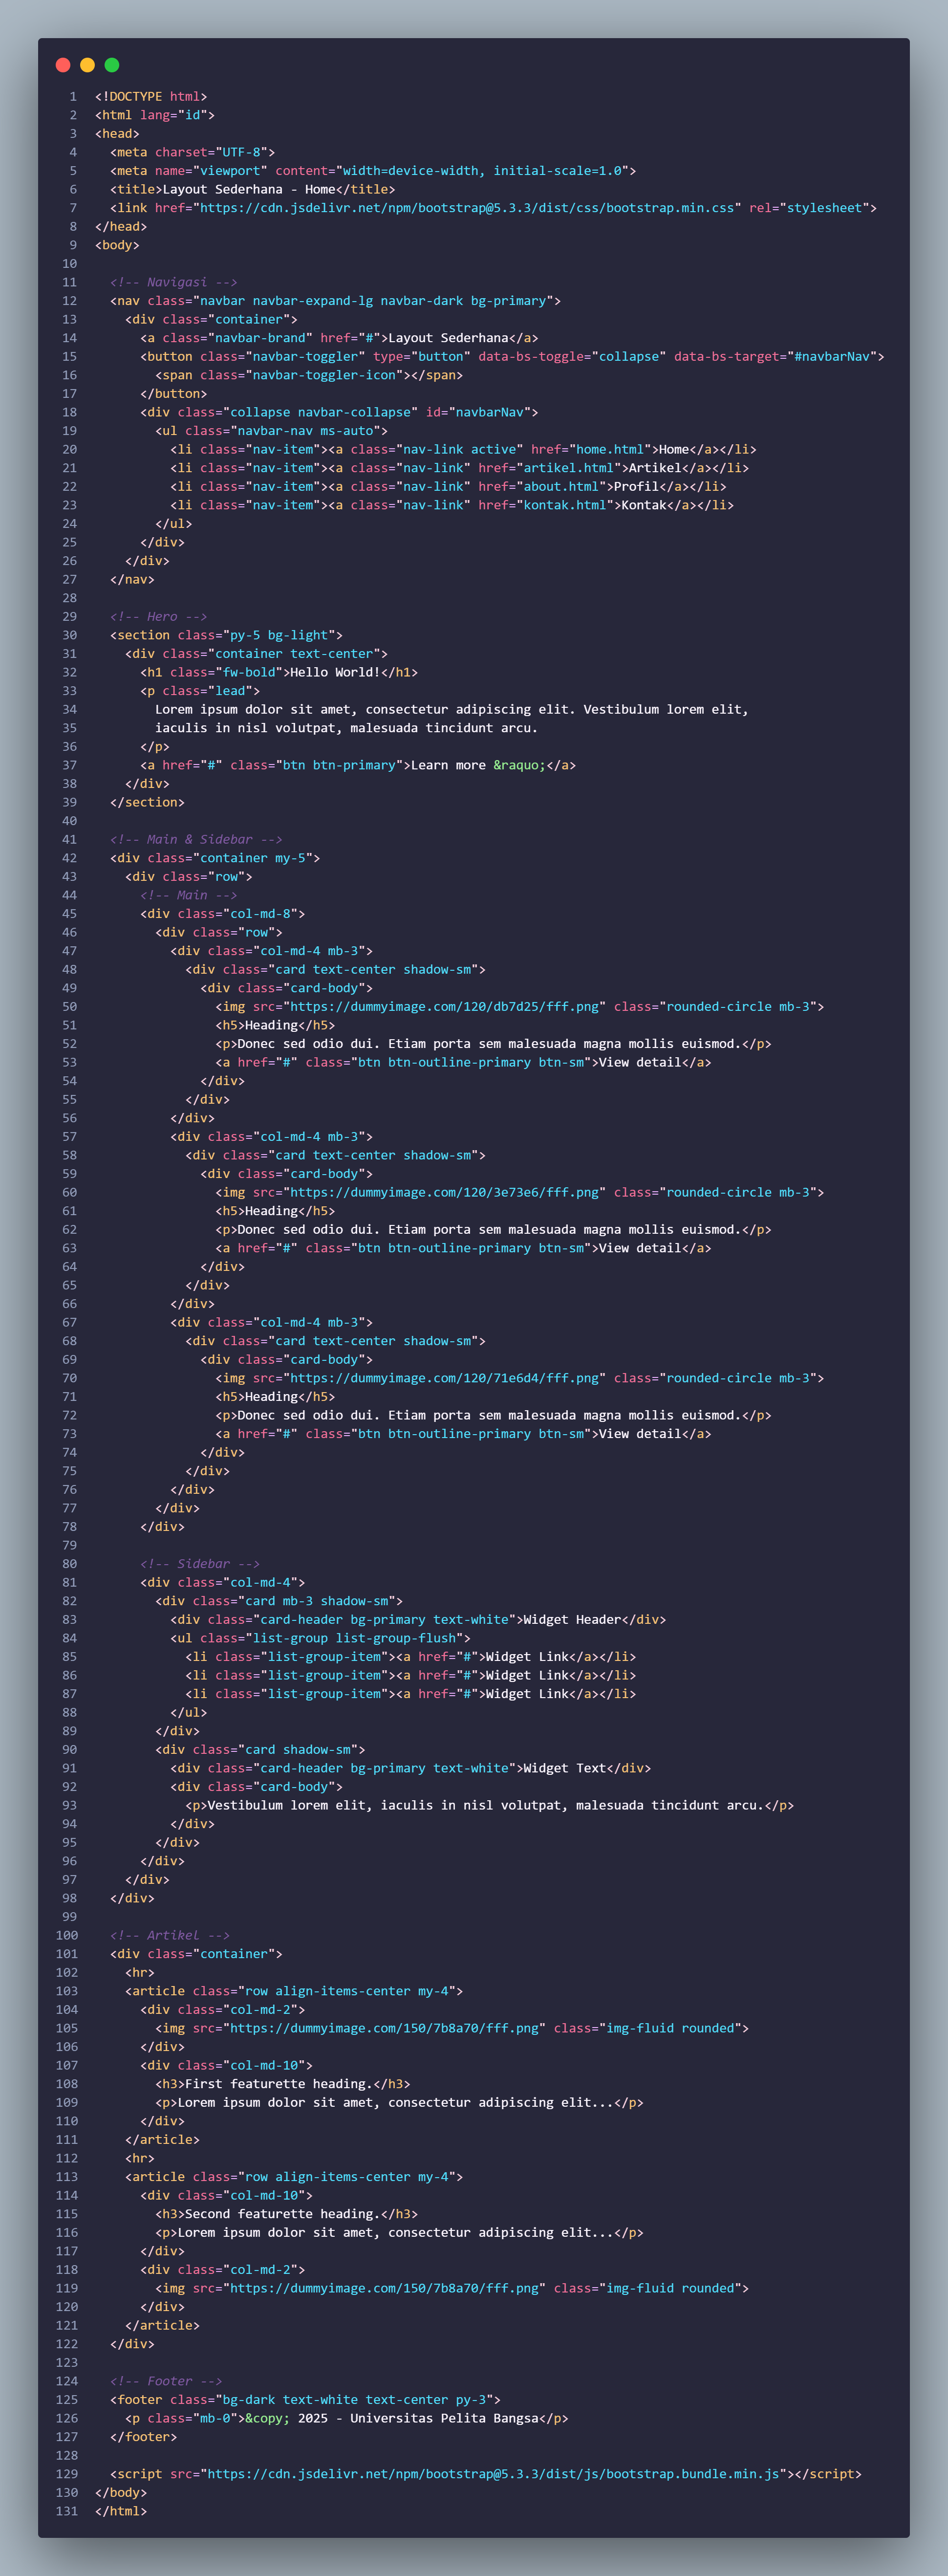 1 <!DOCTYPE html>
2 <html lang="id">
3 <head>
4   <meta charset="UTF-8">
5   <meta name="viewport" content="width=device-width, initial-scale=1.0">
6   <title>Layout Sederhana - Home</title>
7   <link href="https://cdn.jsdelivr.net/npm/bootstrap@5.3.3/dist/css/bootstrap.min.css" rel="stylesheet">
8 </head>
9 <body>
10
11   <!-- Navigasi -->
12   <nav class="navbar navbar-expand-lg navbar-dark bg-primary">
13     <div class="container">
14       <a class="navbar-brand" href="#">Layout Sederhana</a>
15       <button class="navbar-toggler" type="button" data-bs-toggle="collapse" data-bs-target="#navbarNav">
16         <span class="navbar-toggler-icon"></span>
17       </button>
18       <div class="collapse navbar-collapse" id="navbarNav">
19         <ul class="navbar-nav ms-auto">
20           <li class="nav-item"><a class="nav-link active" href="home.html">Home</a></li>
21           <li class="nav-item"><a class="nav-link" href="artikel.html">Artikel</a></li>
22           <li class="nav-item"><a class="nav-link" href="about.html">Profil</a></li>
23           <li class="nav-item"><a class="nav-link" href="kontak.html">Kontak</a></li>
24         </ul>
25       </div>
26     </div>
27   </nav>
28
29   <!-- Hero -->
30   <section class="py-5 bg-light">
31     <div class="container text-center">
32       <h1 class="fw-bold">Hello World!</h1>
33       <p class="lead">
34         Lorem ipsum dolor sit amet, consectetur adipiscing elit. Vestibulum lorem elit,
35         iaculis in nisl volutpat, malesuada tincidunt arcu.
36       </p>
37       <a href="#" class="btn btn-primary">Learn more &raquo;</a>
38     </div>
39   </section>
40
41   <!-- Main & Sidebar -->
42   <div class="container my-5">
43     <div class="row">
44       <!-- Main -->
45       <div class="col-md-8">
46         <div class="row">
47           <div class="col-md-4 mb-3">
48             <div class="card text-center shadow-sm">
49               <div class="card-body">
50                 <img src="https://dummyimage.com/120/db7d25/fff.png" class="rounded-circle mb-3">
51                 <h5>Heading</h5>
52                 <p>Donec sed odio dui. Etiam porta sem malesuada magna mollis euismod.</p>
53                 <a href="#" class="btn btn-outline-primary btn-sm">View detail</a>
54               </div>
55             </div>
56           </div>
57           <div class="col-md-4 mb-3">
58             <div class="card text-center shadow-sm">
59               <div class="card-body">
60                 <img src="https://dummyimage.com/120/3e73e6/fff.png" class="rounded-circle mb-3">
61                 <h5>Heading</h5>
62                 <p>Donec sed odio dui. Etiam porta sem malesuada magna mollis euismod.</p>
63                 <a href="#" class="btn btn-outline-primary btn-sm">View detail</a>
64               </div>
65             </div>
66           </div>
67           <div class="col-md-4 mb-3">
68             <div class="card text-center shadow-sm">
69               <div class="card-body">
70                 <img src="https://dummyimage.com/120/71e6d4/fff.png" class="rounded-circle mb-3">
71                 <h5>Heading</h5>
72                 <p>Donec sed odio dui. Etiam porta sem malesuada magna mollis euismod.</p>
73                 <a href="#" class="btn btn-outline-primary btn-sm">View detail</a>
74               </div>
75             </div>
76           </div>
77         </div>
78       </div>
79
80       <!-- Sidebar -->
81       <div class="col-md-4">
82         <div class="card mb-3 shadow-sm">
83           <div class="card-header bg-primary text-white">Widget Header</div>
84           <ul class="list-group list-group-flush">
85             <li class="list-group-item"><a href="#">Widget Link</a></li>
86             <li class="list-group-item"><a href="#">Widget Link</a></li>
87             <li class="list-group-item"><a href="#">Widget Link</a></li>
88           </ul>
89         </div>
90         <div class="card shadow-sm">
91           <div class="card-header bg-primary text-white">Widget Text</div>
92           <div class="card-body">
93             <p>Vestibulum lorem elit, iaculis in nisl volutpat, malesuada tincidunt arcu.</p>
94           </div>
95         </div>
96       </div>
97     </div>
98   </div>
99
100   <!-- Artikel -->
101   <div class="container">
102     <hr>
103     <article class="row align-items-center my-4">
104       <div class="col-md-2">
105         <img src="https://dummyimage.com/150/7b8a70/fff.png" class="img-fluid rounded">
106       </div>
107       <div class="col-md-10">
108         <h3>First featurette heading.</h3>
109         <p>Lorem ipsum dolor sit amet, consectetur adipiscing elit...</p>
110       </div>
111     </article>
112     <hr>
113     <article class="row align-items-center my-4">
114       <div class="col-md-10">
115         <h3>Second featurette heading.</h3>
116         <p>Lorem ipsum dolor sit amet, consectetur adipiscing elit...</p>
117       </div>
118       <div class="col-md-2">
119         <img src="https://dummyimage.com/150/7b8a70/fff.png" class="img-fluid rounded">
120       </div>
121     </article>
122   </div>
123
124   <!-- Footer -->
125   <footer class="bg-dark text-white text-center py-3">
126     <p class="mb-0">&copy; 2025 - Universitas Pelita Bangsa</p>
127   </footer>
128
129   <script src="https://cdn.jsdelivr.net/npm/bootstrap@5.3.3/dist/js/bootstrap.bundle.min.js"></script>
130 </body>
131 </html>